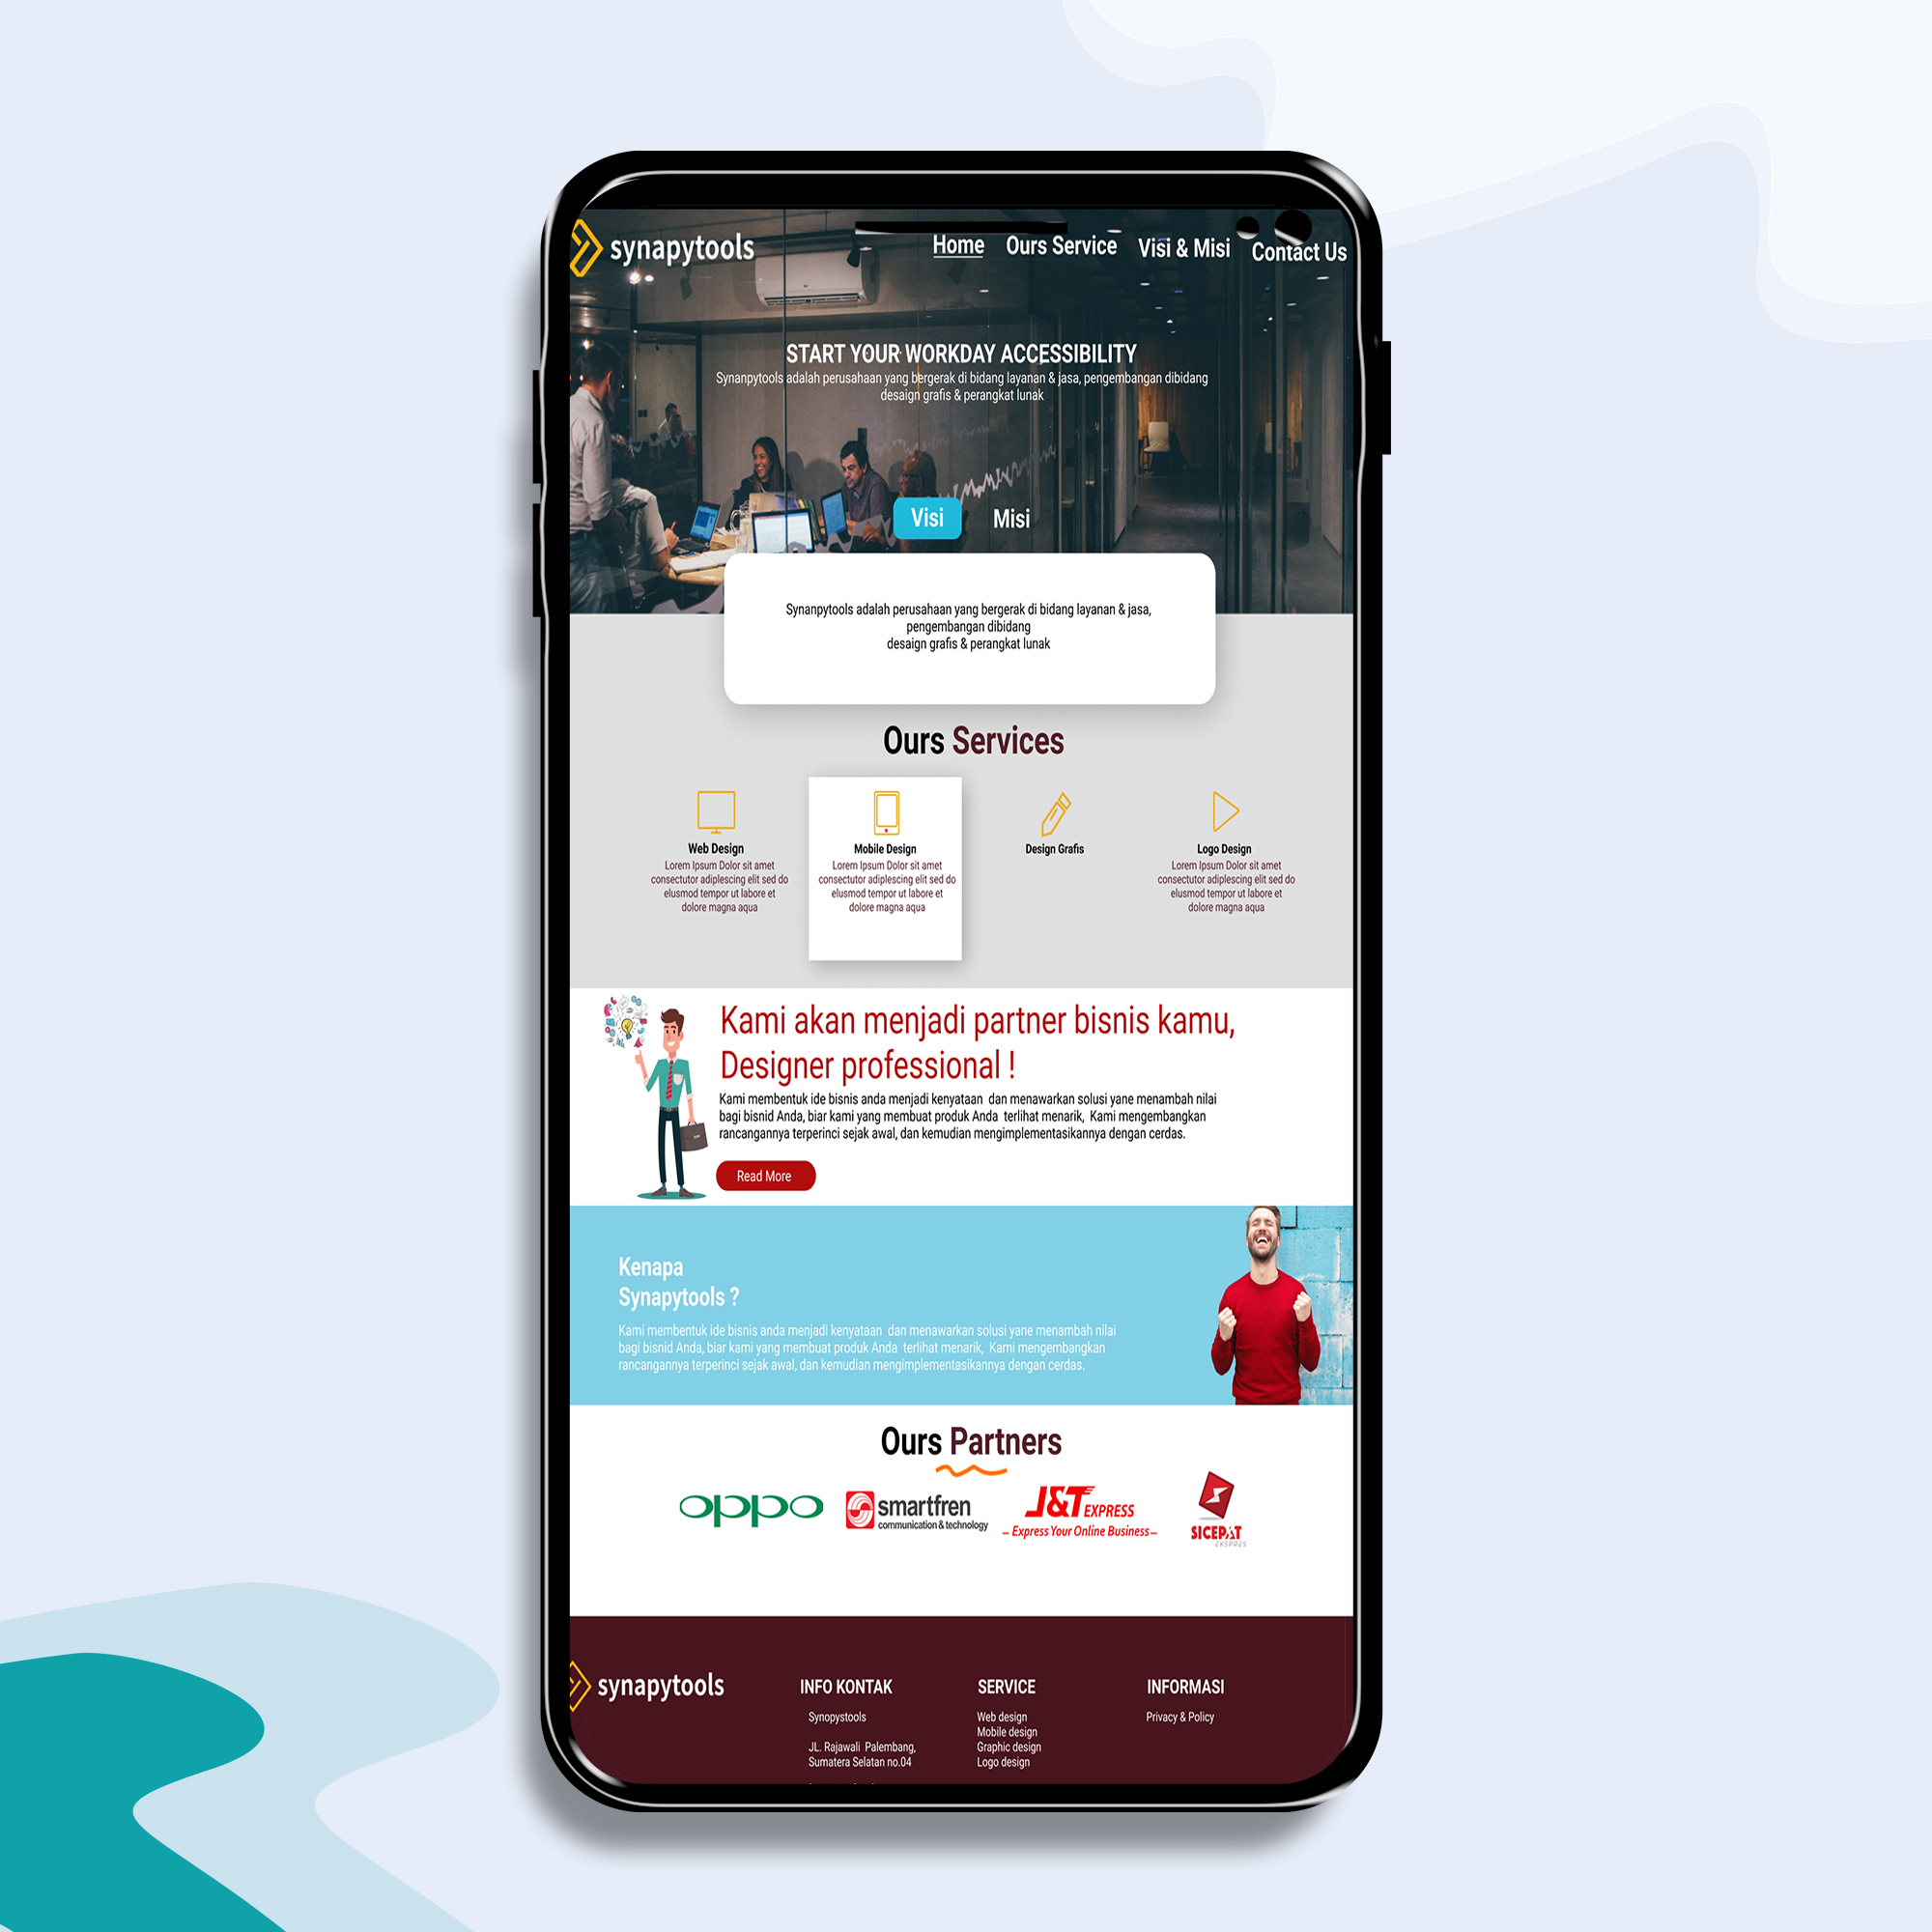 synapytools
Home
Ours Service
Visi & Misi
Contact Us
START YOUR WORKDAY ACCESSIBILITY
Synanpytools adalah perusahaan yang bergerak di bidang layanan & jasa, pengembangan dibidang
desaign grafis & perangkat lunak
Visi
Misi
Synanpytools adalah perusahaan yang bergerak di bidang layanan & jasa,
pengembangan dibidang
desaign grafis & perangkat lunak
Ours Services
Web Design
Lorem Ipsum Dolor sit amet
consectutor adiplescing elit sed do
elusmod tempor ut labore et
dolore magna aqua
Mobile Design
Lorem Ipsum Dolor sit amet
consectutor adiplescing elit sed do
elusmod tempor ut labore et
dolore magna aqua
Design Grafis
Logo Design
Lorem Ipsum Dolor sit amet
consectutor adiplescing elit sed do
elusmod tempor ut labore et
dolore magna aqua
Kami akan menjadi partner bisnis kamu,
Designer professional !
Kami membentuk ide bisnis anda menjadi kenyataan dan menawarkan solusi yane menambah nilai
bagi bisnid Anda, biar kami yang membuat produk Anda terlihat menarik, Kami mengembangkan
rancangannya terperinci sejak awal, dan kemudian mengimplementasikannya dengan cerdas.
Read More
Kenapa
Synapytools ?
Kami membentuk ide bisnis anda menjadi kenyataan dan menawarkan solusi yane menambah nilai
bagi bisnid Anda, biar kami yang membuat produk Anda terlihat menarik, Kami mengembangkan
rancangannya terperinci sejak awal, dan kemudian mengimplementasikannya dengan cerdas.
Ours Partners
oppo
smartfren
communication & technology
J&T EXPRESS
– Express Your Online Business –
SICEPAT
EKSPRES
synapytools
INFO KONTAK
Synopystools
JL. Rajawali Palembang,
Sumatera Selatan no.04
SERVICE
Web design
Mobile design
Graphic design
Logo design
INFORMASI
Privacy & Policy